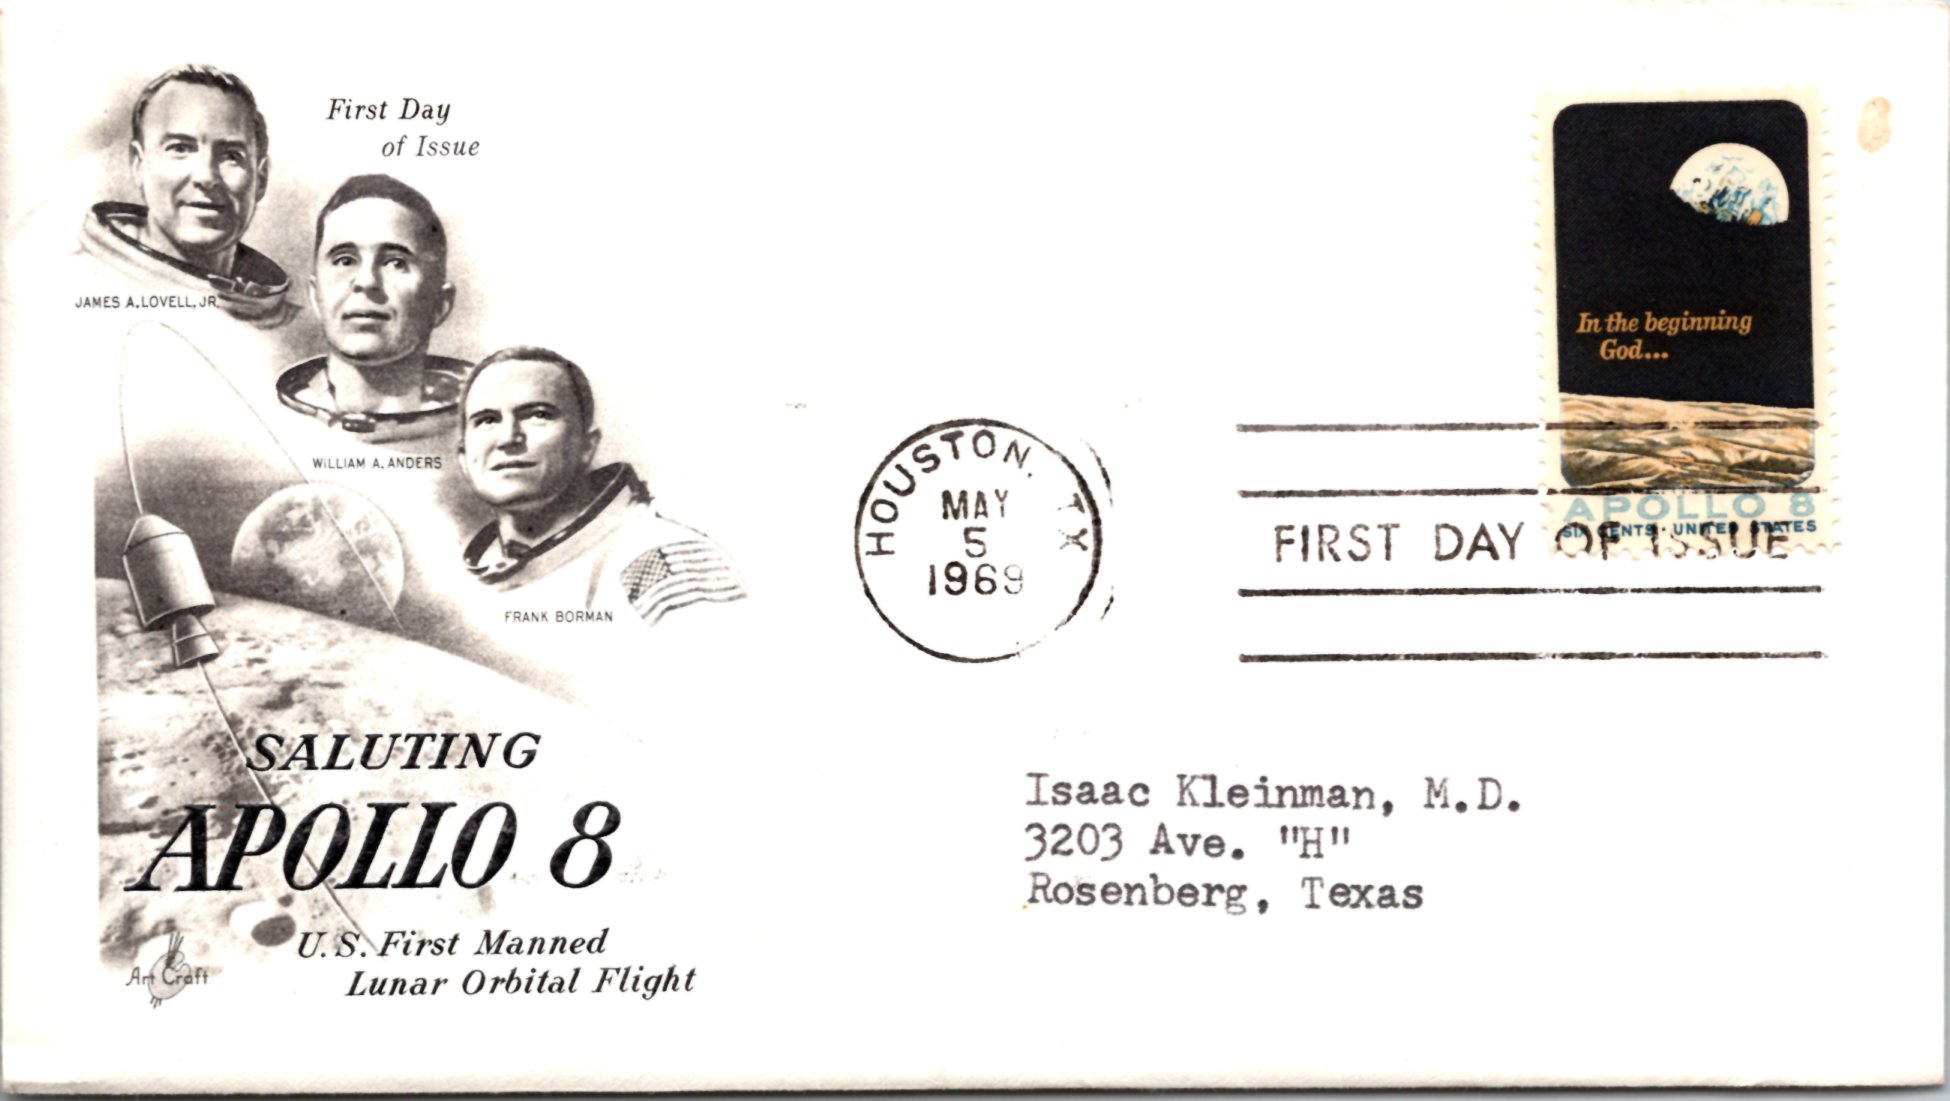 First Day
of Issue
JAMES A. LOVELL, JR.
WILLIAM A. ANDERS
FRANK BORMAN
SALUTING
APOLLO 8
U.S. First Manned
Lunar Orbital Flight
Art Craft
HOUSTON, TX
MAY
5
1969
In the beginning
God...
APOLLO 8
SIX CENTS · UNITED STATES
FIRST DAY OF ISSUE
Isaac Kleinman, M.D.
3203 Ave. "H"
Rosenberg, Texas